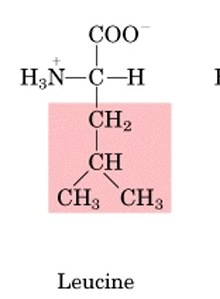 COO⁻
H₃N⁺—C—H
CH₂
CH
CH₃ CH₃
Leucine